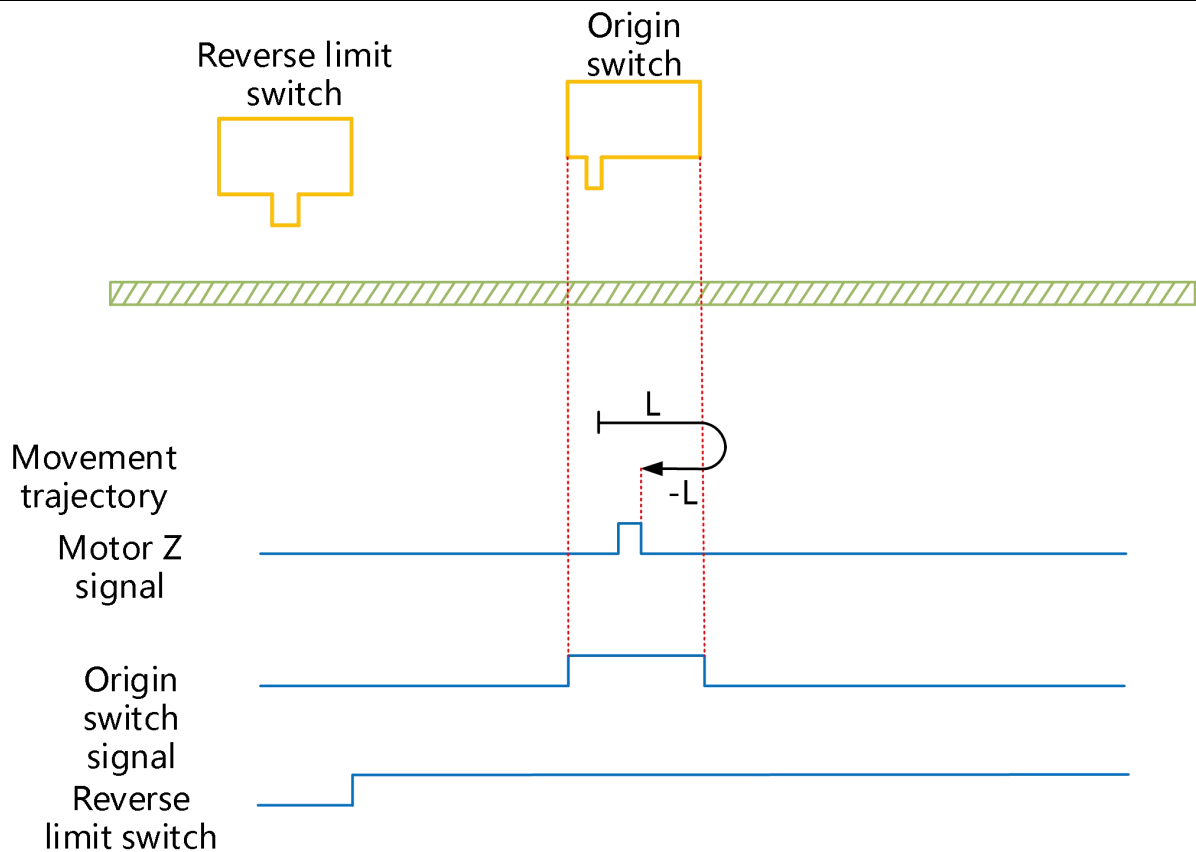 Origin
switch
Reverse limit
switch
L
Movement
trajectory
-L
Motor Z
signal
Origin
switch
signal
Reverse
limit switch